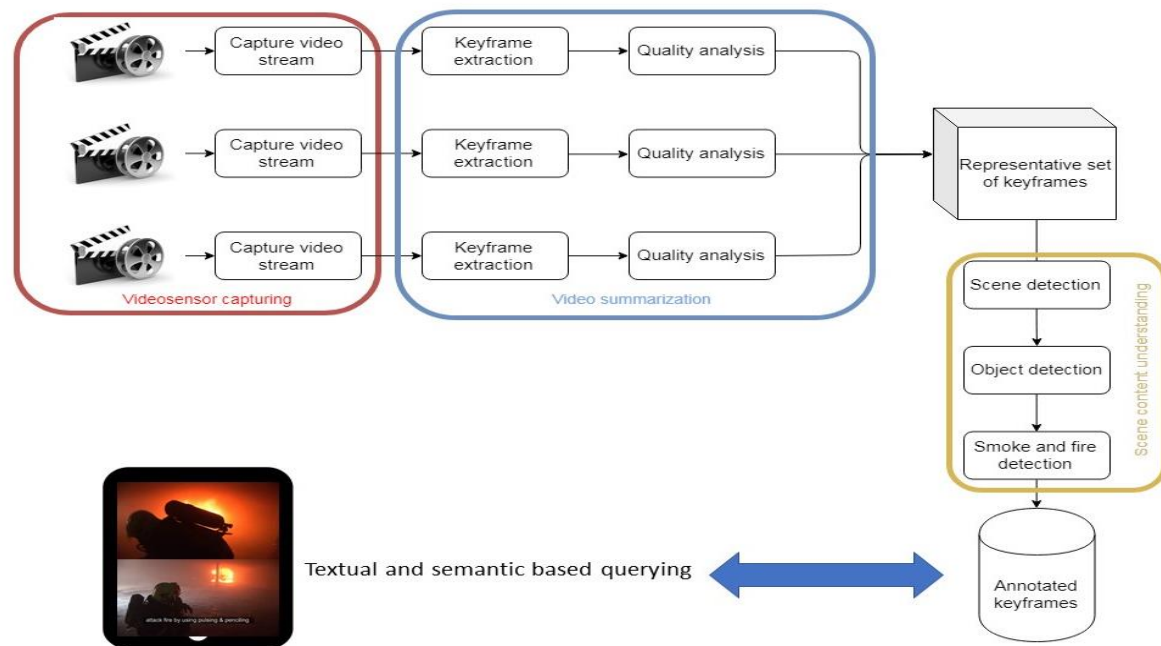 Capture video
stream
Keyframe
extraction
Quality analysis
Capture video
stream
Keyframe
extraction
Quality analysis
Representative set
of keyframes
Capture video
stream
Keyframe
extraction
Quality analysis
Videosensor capturing
Video summarization
Scene detection
Object detection
Smoke and fire
detection
Scene content understanding
Annotated
keyframes
Textual and semantic based querying
attack fire by using pulsing & penciling